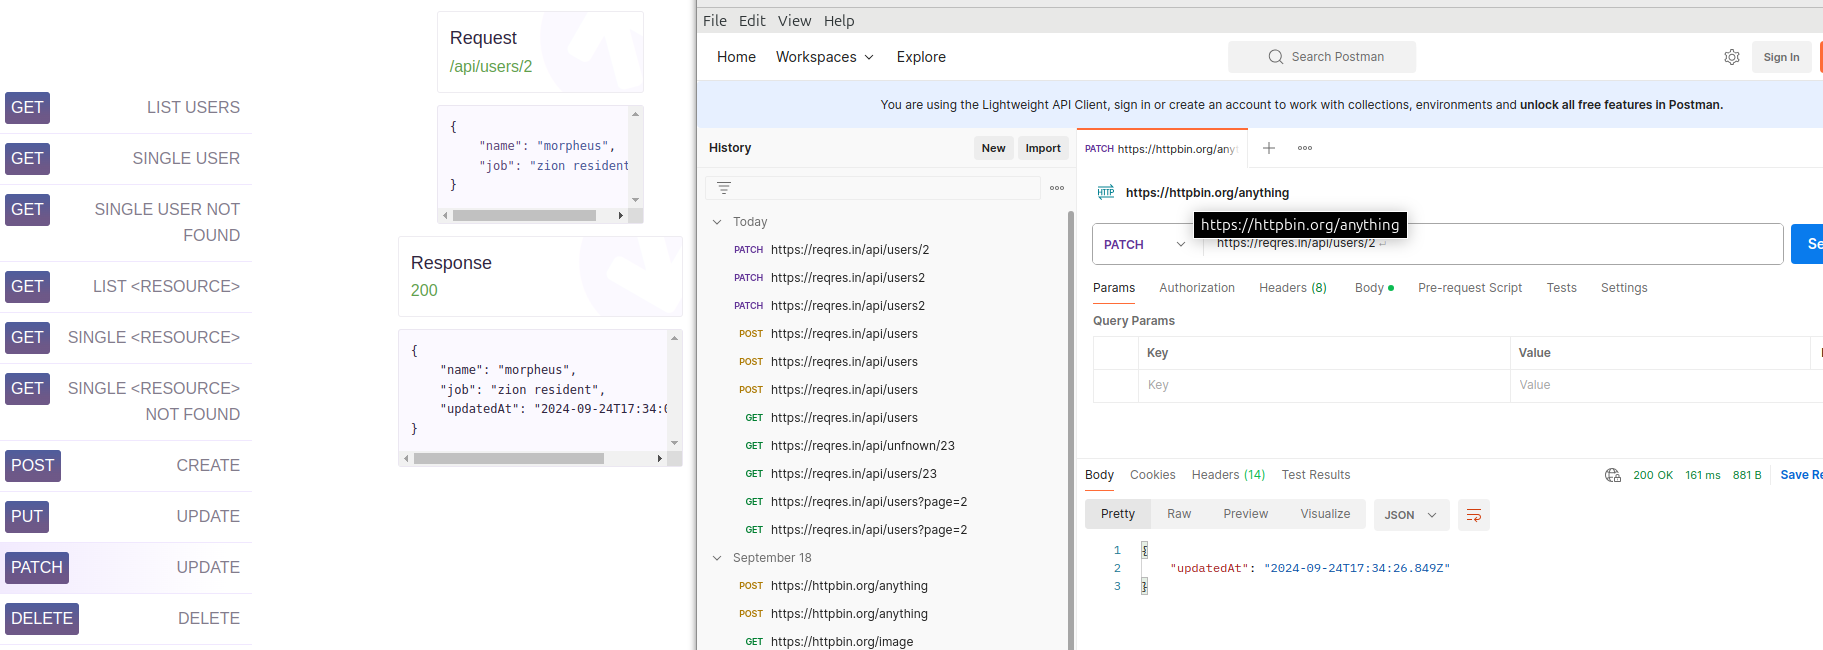 GET LIST USERS
GET SINGLE USER
GET SINGLE USER NOT
FOUND
GET LIST <RESOURCE>
GET SINGLE <RESOURCE>
GET SINGLE <RESOURCE>
NOT FOUND
POST CREATE
PUT UPDATE
PATCH UPDATE
DELETE DELETE
Request
/api/users/2
{
"name": "morpheus",
"job": "zion resident
}
Response
200
{
"name": "morpheus",
"job": "zion resident",
"updatedAt": "2024-09-24T17:34:
}
File Edit View Help
Home Workspaces Explore
Search Postman
Sign In
You are using the Lightweight API Client, sign in or create an account to work with collections, environments and unlock all free features in Postman.
History New Import
Today
PATCH https://reqres.in/api/users/2
PATCH https://reqres.in/api/users2
PATCH https://reqres.in/api/users2
POST https://reqres.in/api/users
POST https://reqres.in/api/users
POST https://reqres.in/api/users
GET https://reqres.in/api/users
GET https://reqres.in/api/unfnown/23
GET https://reqres.in/api/users/23
GET https://reqres.in/api/users?page=2
GET https://reqres.in/api/users?page=2
September 18
POST https://httpbin.org/anything
POST https://httpbin.org/anything
GET https://httpbin.org/image
PATCH https://httpbin.org/any
HTTP https://httpbin.org/anything
https://httpbin.org/anything
PATCH https://reqres.in/api/users/2
Se
Params Authorization Headers (8) Body Pre-request Script Tests Settings
Query Params
Key Value
Key Value
Body Cookies Headers (14) Test Results
200 OK 161 ms 881 B Save Re
Pretty Raw Preview Visualize JSON
1 {
2 "updatedAt": "2024-09-24T17:34:26.849Z"
3 }